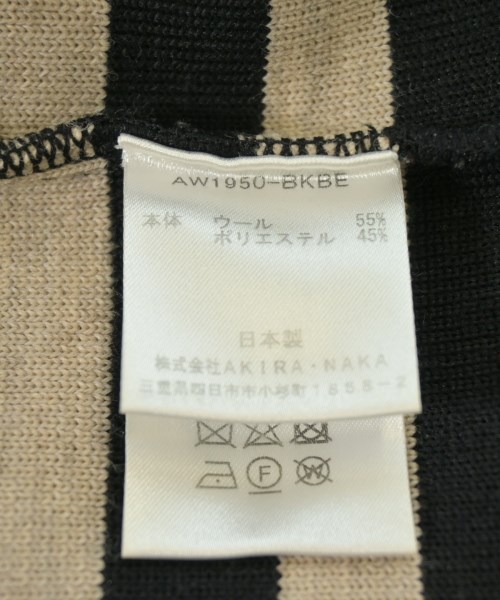 AW1950-BKBE
本体 ウール 55%
ポリエステル 45%
日本製
株式会社AKIRA・NAKA
三重県四日市市小杉町1858-2
F W